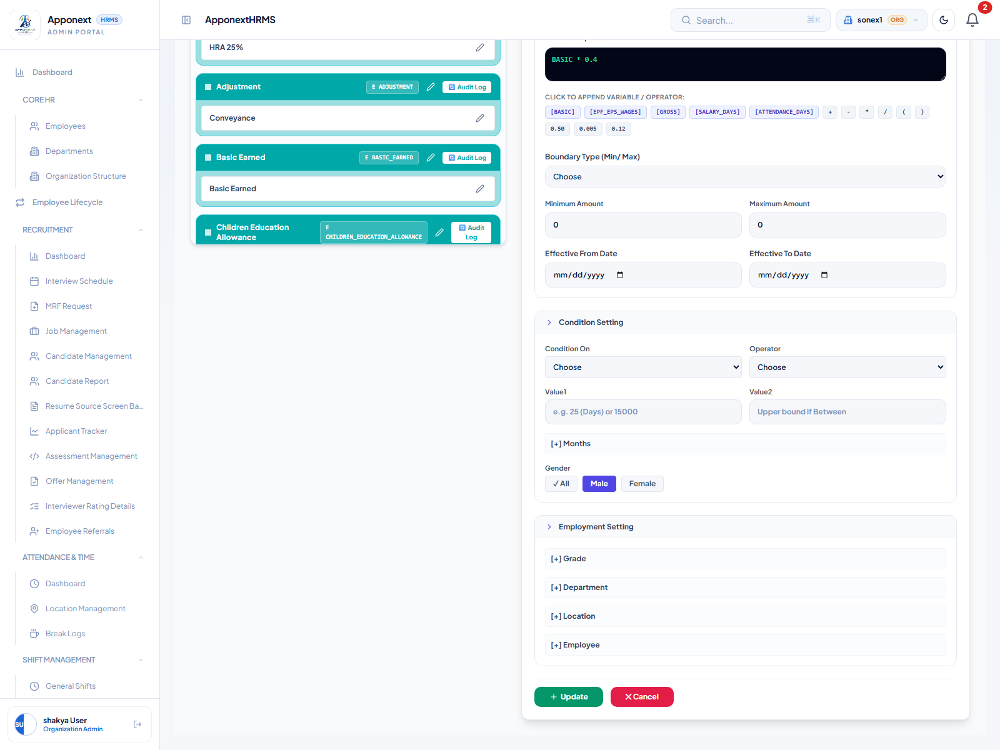 Apponext HRMS
ADMIN PORTAL
Dashboard
CORE HR
Employees
Departments
Organization Structure
Employee Lifecycle
RECRUITMENT
Dashboard
Interview Schedule
MRF Request
Job Management
Candidate Management
Candidate Report
Resume Source Screen Ba...
Applicant Tracker
Assessment Management
Offer Management
Interviewer Rating Details
Employee Referrals
ATTENDANCE & TIME
Dashboard
Location Management
Break Logs
SHIFT MANAGEMENT
General Shifts
SU
shakya User
Organization Admin
ApponextHRMS
Search... ⌘K
sonex1 ORG
2
HRA 25%
Adjustment E ADJUSTMENT Audit Log
Conveyance
Basic Earned E BASIC_EARNED Audit Log
Basic Earned
Children Education Allowance E CHILDREN_EDUCATION_ALLOWANCE Audit Log
BASIC * 0.4
CLICK TO APPEND VARIABLE / OPERATOR:
[BASIC] [EPF_EPS_WAGES] [GROSS] [SALARY_DAYS] [ATTENDANCE_DAYS] + - * / ( )
0.50 0.005 0.12
Boundary Type (Min/ Max)
Choose
Minimum Amount Maximum Amount
0 0
Effective From Date Effective To Date
mm/dd/yyyy mm/dd/yyyy
Condition Setting
Condition On Operator
Choose Choose
Value1 Value2
e.g. 25 (Days) or 15000 Upper bound if Between
[+] Months
Gender
✓ All Male Female
Employment Setting
[+] Grade
[+] Department
[+] Location
[+] Employee
+ Update ✕ Cancel